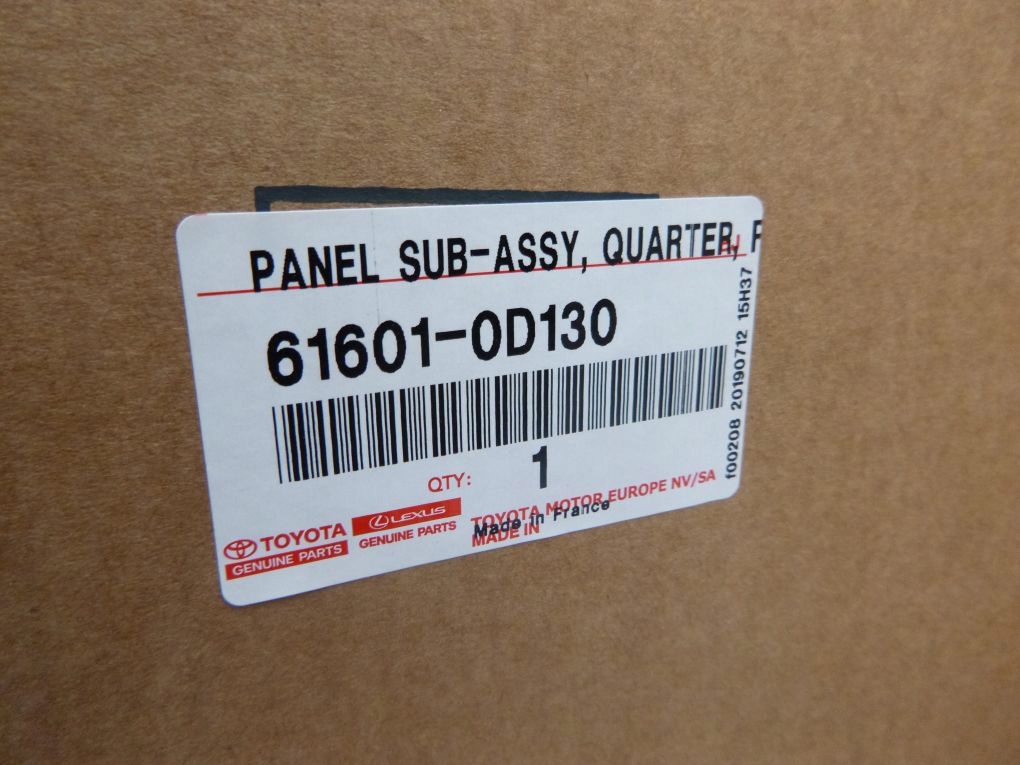 PANEL SUB-ASSY, QUARTER, F
61601-0D130
QTY: 1
TOYOTA
GENUINE PARTS
LEXUS
GENUINE PARTS
TOYOTA MOTOR EUROPE NV/SA
Made in France
MADE IN
f00208 20190712 15H37